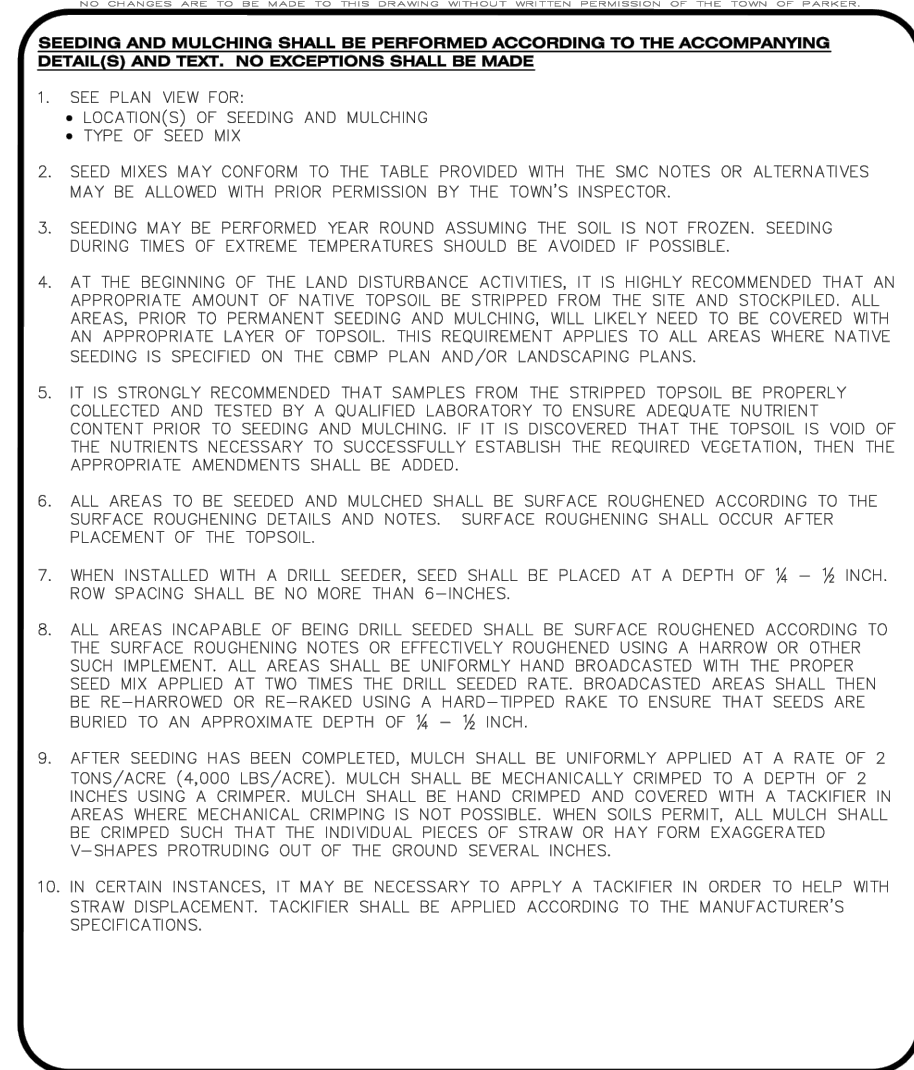 NO CHANGES ARE TO BE MADE TO THIS DRAWING WITHOUT WRITTEN PERMISSION OF THE TOWN OF PARKER.
SEEDING AND MULCHING SHALL BE PERFORMED ACCORDING TO THE ACCOMPANYING
DETAIL(S) AND TEXT. NO EXCEPTIONS SHALL BE MADE
1. SEE PLAN VIEW FOR:
• LOCATION(S) OF SEEDING AND MULCHING
• TYPE OF SEED MIX
2. SEED MIXES MAY CONFORM TO THE TABLE PROVIDED WITH THE SMC NOTES OR ALTERNATIVES
MAY BE ALLOWED WITH PRIOR PERMISSION BY THE TOWN'S INSPECTOR.
3. SEEDING MAY BE PERFORMED YEAR ROUND ASSUMING THE SOIL IS NOT FROZEN. SEEDING
DURING TIMES OF EXTREME TEMPERATURES SHOULD BE AVOIDED IF POSSIBLE.
4. AT THE BEGINNING OF THE LAND DISTURBANCE ACTIVITIES, IT IS HIGHLY RECOMMENDED THAT AN
APPROPRIATE AMOUNT OF NATIVE TOPSOIL BE STRIPPED FROM THE SITE AND STOCKPILED. ALL
AREAS, PRIOR TO PERMANENT SEEDING AND MULCHING, WILL LIKELY NEED TO BE COVERED WITH
AN APPROPRIATE LAYER OF TOPSOIL. THIS REQUIREMENT APPLIES TO ALL AREAS WHERE NATIVE
SEEDING IS SPECIFIED ON THE CBMP PLAN AND/OR LANDSCAPING PLANS.
5. IT IS STRONGLY RECOMMENDED THAT SAMPLES FROM THE STRIPPED TOPSOIL BE PROPERLY
COLLECTED AND TESTED BY A QUALIFIED LABORATORY TO ENSURE ADEQUATE NUTRIENT
CONTENT PRIOR TO SEEDING AND MULCHING. IF IT IS DISCOVERED THAT THE TOPSOIL IS VOID OF
THE NUTRIENTS NECESSARY TO SUCCESSFULLY ESTABLISH THE REQUIRED VEGETATION, THEN THE
APPROPRIATE AMENDMENTS SHALL BE ADDED.
6. ALL AREAS TO BE SEEDED AND MULCHED SHALL BE SURFACE ROUGHENED ACCORDING TO THE
SURFACE ROUGHENING DETAILS AND NOTES. SURFACE ROUGHENING SHALL OCCUR AFTER
PLACEMENT OF THE TOPSOIL.
7. WHEN INSTALLED WITH A DRILL SEEDER, SEED SHALL BE PLACED AT A DEPTH OF ¼ – ½ INCH.
ROW SPACING SHALL BE NO MORE THAN 6–INCHES.
8. ALL AREAS INCAPABLE OF BEING DRILL SEEDED SHALL BE SURFACE ROUGHENED ACCORDING TO
THE SURFACE ROUGHENING NOTES OR EFFECTIVELY ROUGHENED USING A HARROW OR OTHER
SUCH IMPLEMENT. ALL AREAS SHALL BE UNIFORMLY HAND BROADCASTED WITH THE PROPER
SEED MIX APPLIED AT TWO TIMES THE DRILL SEEDED RATE. BROADCASTED AREAS SHALL THEN
BE RE–HARROWED OR RE–RAKED USING A HARD–TIPPED RAKE TO ENSURE THAT SEEDS ARE
BURIED TO AN APPROXIMATE DEPTH OF ¼ – ½ INCH.
9. AFTER SEEDING HAS BEEN COMPLETED, MULCH SHALL BE UNIFORMLY APPLIED AT A RATE OF 2
TONS/ACRE (4,000 LBS/ACRE). MULCH SHALL BE MECHANICALLY CRIMPED TO A DEPTH OF 2
INCHES USING A CRIMPER. MULCH SHALL BE HAND CRIMPED AND COVERED WITH A TACKIFIER IN
AREAS WHERE MECHANICAL CRIMPING IS NOT POSSIBLE. WHEN SOILS PERMIT, ALL MULCH SHALL
BE CRIMPED SUCH THAT THE INDIVIDUAL PIECES OF STRAW OR HAY FORM EXAGGERATED
V–SHAPES PROTRUDING OUT OF THE GROUND SEVERAL INCHES.
10. IN CERTAIN INSTANCES, IT MAY BE NECESSARY TO APPLY A TACKIFIER IN ORDER TO HELP WITH
STRAW DISPLACEMENT. TACKIFIER SHALL BE APPLIED ACCORDING TO THE MANUFACTURER'S
SPECIFICATIONS.